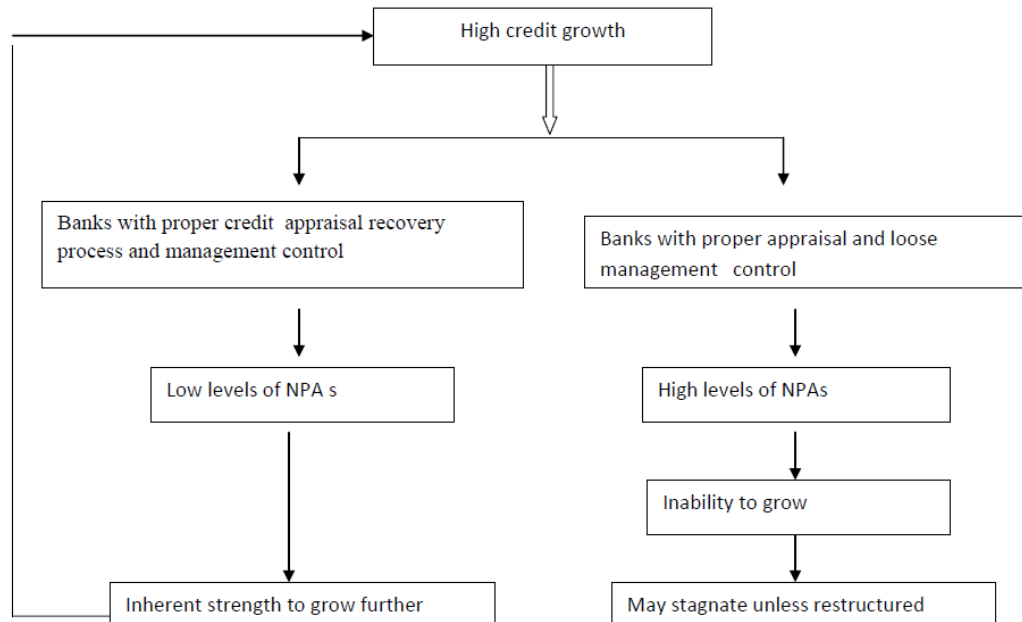 High credit growth
Banks with proper credit appraisal recovery
process and management control
Banks with proper appraisal and loose
management control
Low levels of NPA s
High levels of NPAs
Inability to grow
Inherent strength to grow further
May stagnate unless restructured